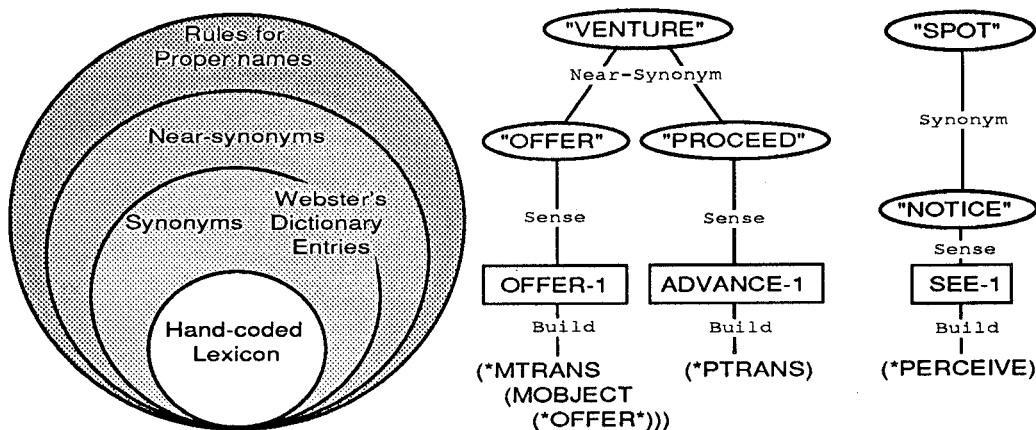 Rules for
Proper names
Near-synonyms
Synonyms
Webster's
Dictionary
Entries
Hand-coded
Lexicon
"VENTURE"
Near-Synonym
"OFFER"
"PROCEED"
Sense
Sense
OFFER-1
ADVANCE-1
Build
Build
(*MTRANS
(MOBJECT
(*OFFER*)))
(*PTRANS)
"SPOT"
Synonym
"NOTICE"
Sense
SEE-1
Build
(*PERCEIVE)